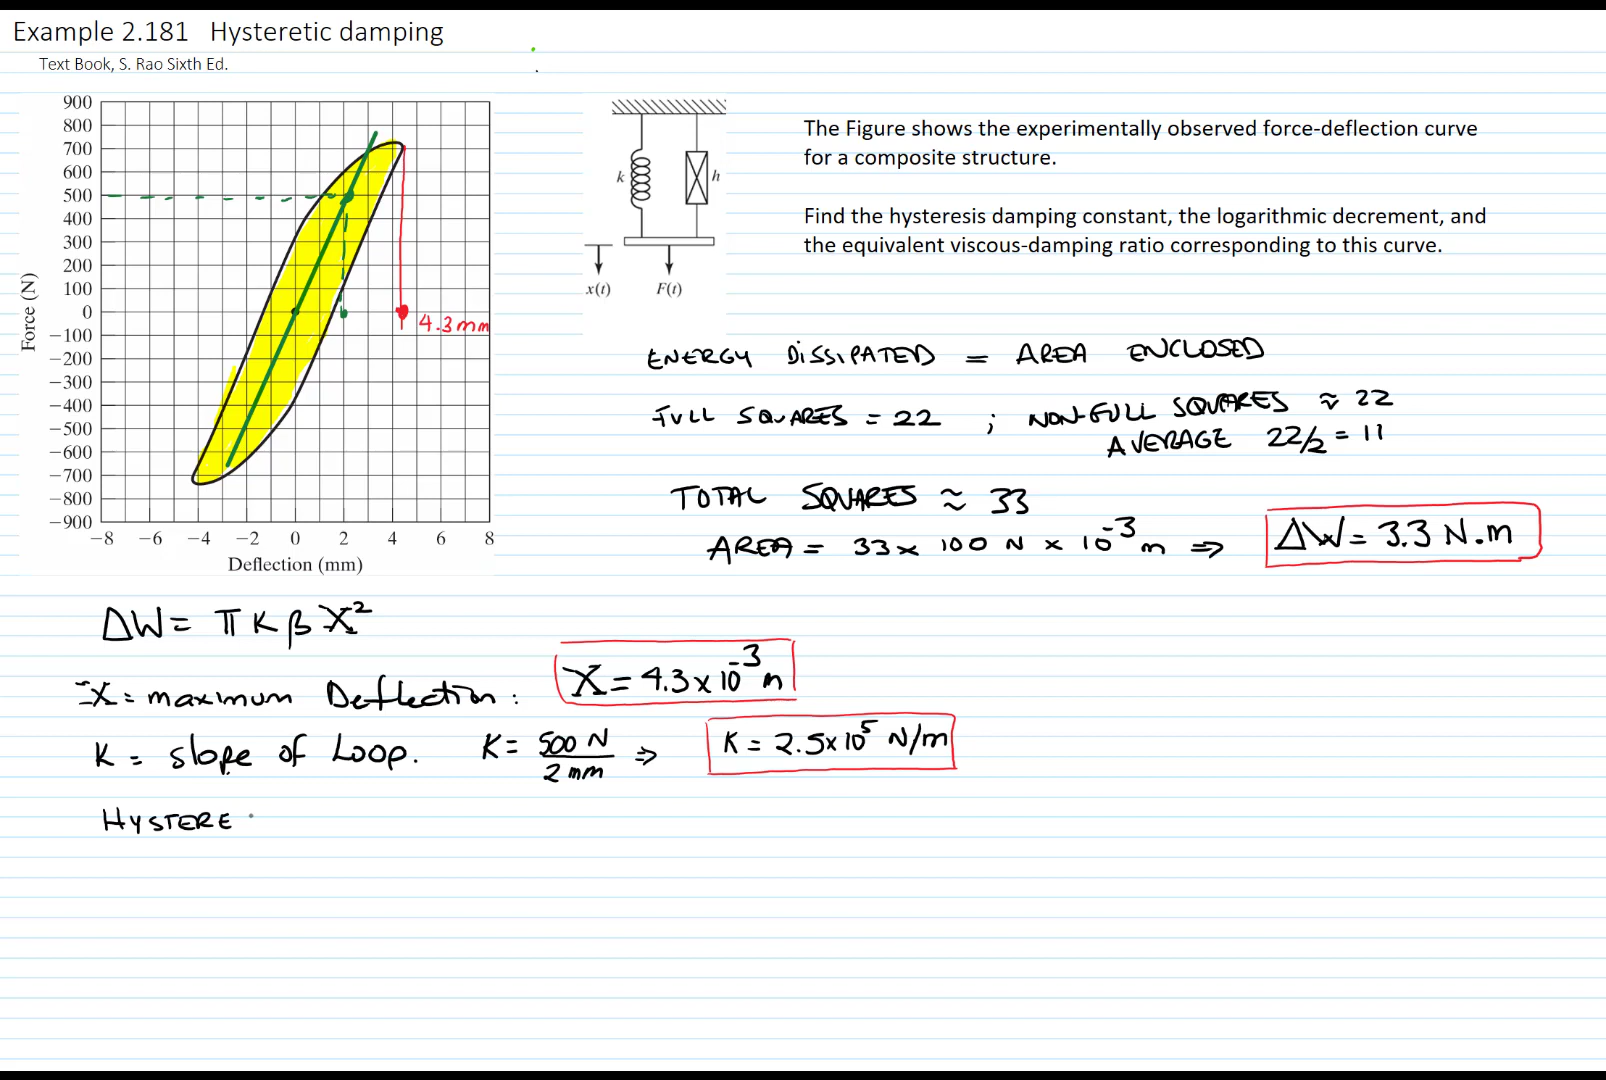 Example 2.181 Hysteretic damping
Text Book, S. Rao Sixth Ed.
900
800
700
600
500
400
300
200
100
0
−100
−200
−300
−400
−500
−600
−700
−800
−900
Force (N)
−8 −6 −4 −2 0 2 4 6 8
Deflection (mm)
4.3mm
k
h
x(t) F(t)
The Figure shows the experimentally observed force-deflection curve
for a composite structure.
Find the hysteresis damping constant, the logarithmic decrement, and
the equivalent viscous-damping ratio corresponding to this curve.
ENERGY DISSIPATED = AREA ENCLOSED
FULL SQUARES = 22 ; NON-FULL SQUARES ≈ 22
AVERAGE 22/2 = 11
TOTAL SQUARES ≈ 33
AREA = 33 × 100 N × 10⁻³ m ⇒ ΔW = 3.3 N.m
ΔW = π K β X²
X = maximum Deflection : X = 4.3 × 10⁻³ m
K = slope of Loop. K = 500 N / 2 mm ⇒ K = 2.5 × 10⁵ N/m
HYSTERE